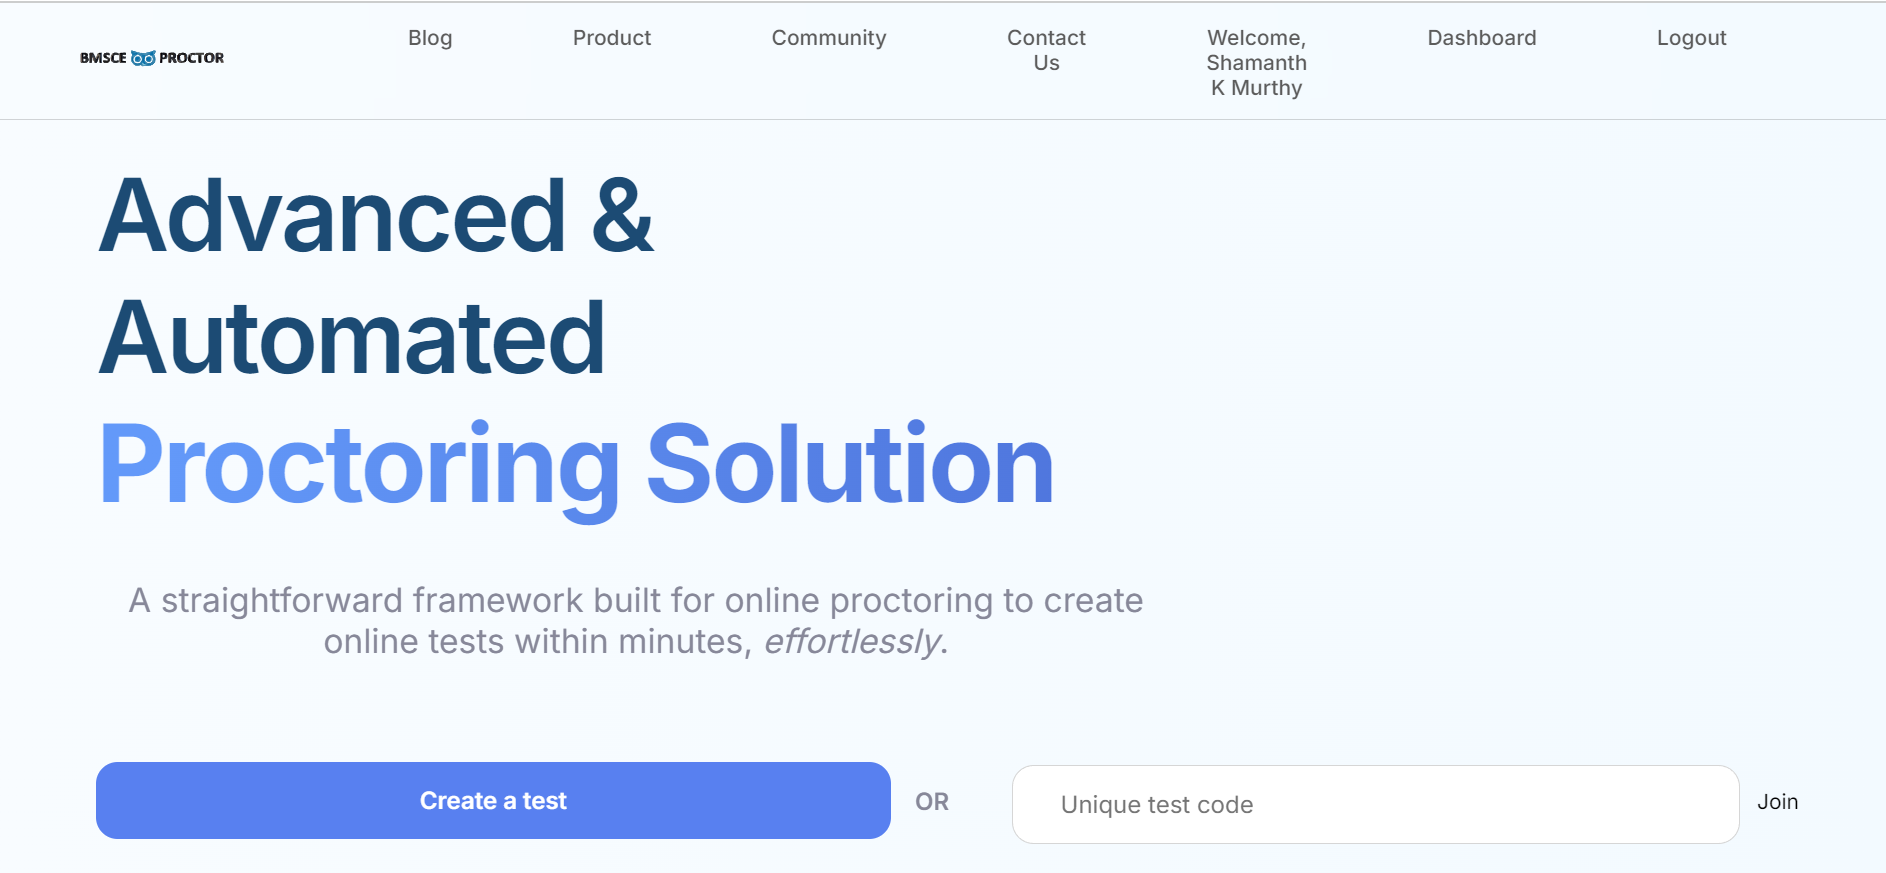 BMSCE PROCTOR
Blog
Product
Community
Contact
Us
Welcome,
Shamanth
K Murthy
Dashboard
Logout
Advanced &
Automated
Proctoring Solution
A straightforward framework built for online proctoring to create
online tests within minutes, effortlessly.
Create a test
OR
Unique test code
Join